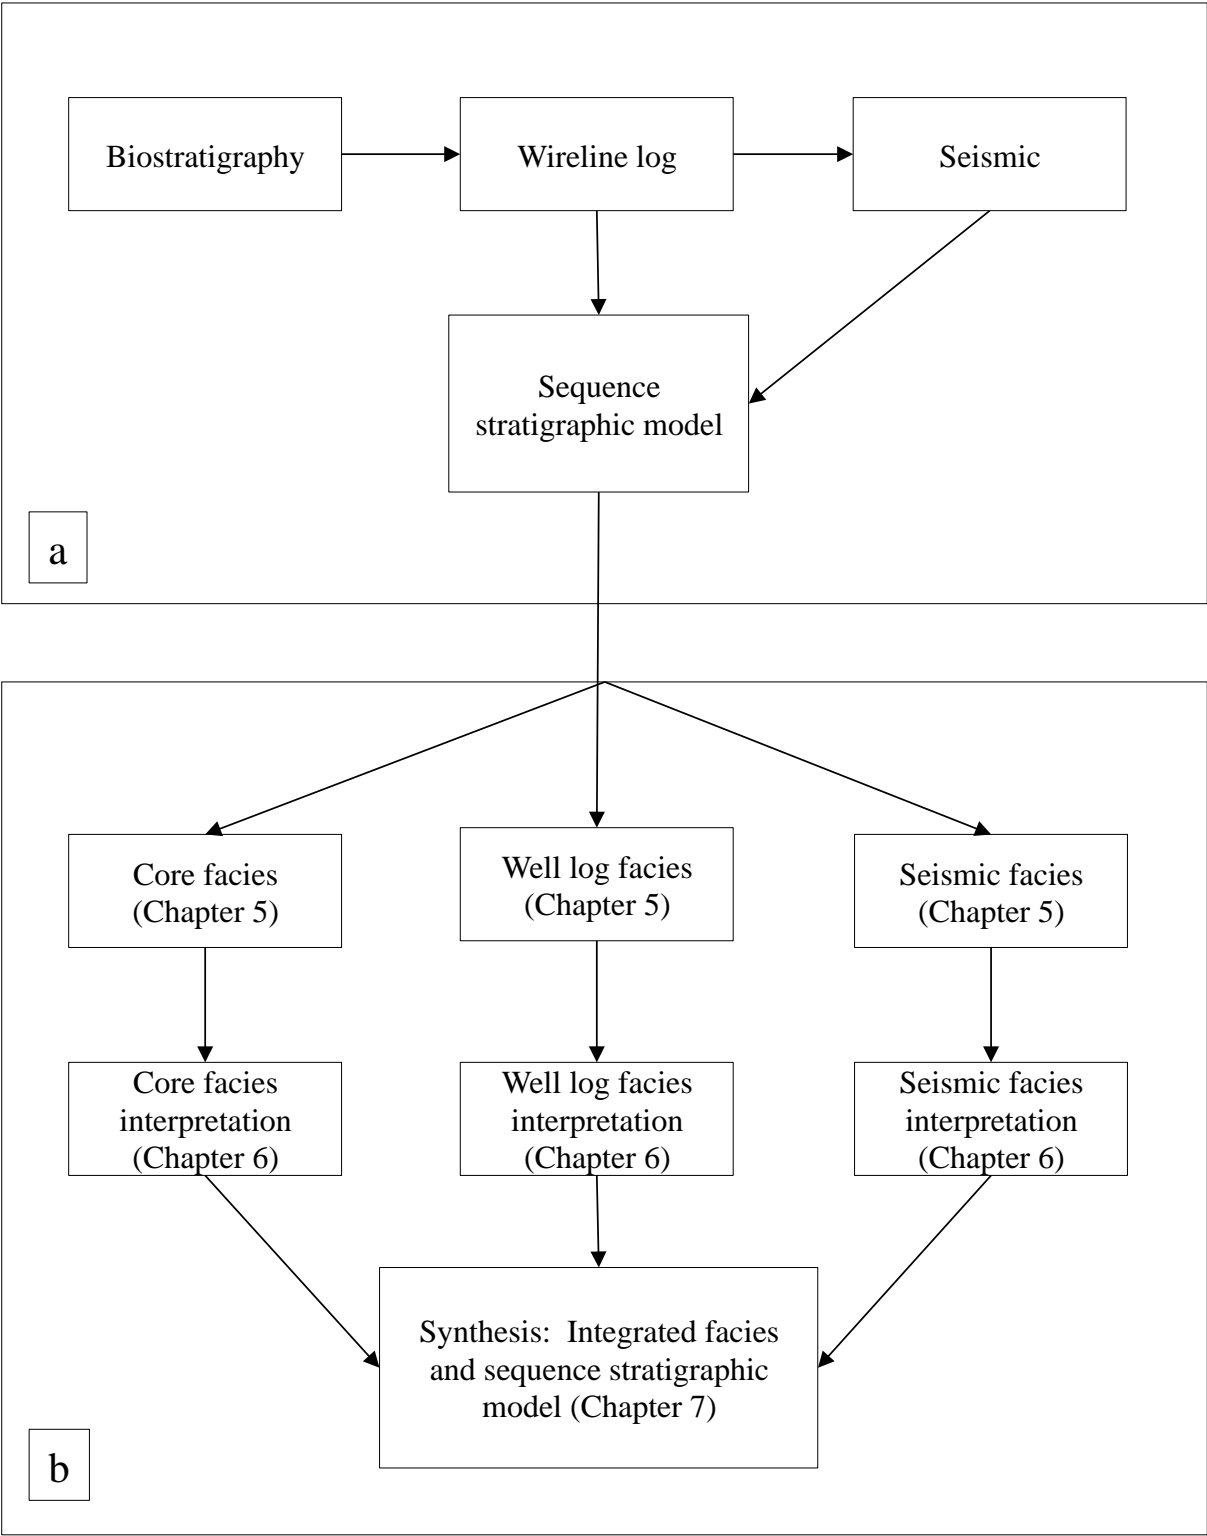 Biostratigraphy
Wireline log
Seismic
Sequence
stratigraphic model
a
Core facies
(Chapter 5)
Well log facies
(Chapter 5)
Seismic facies
(Chapter 5)
Core facies
interpretation
(Chapter 6)
Well log facies
interpretation
(Chapter 6)
Seismic facies
interpretation
(Chapter 6)
Synthesis:  Integrated facies
and sequence stratigraphic
model (Chapter 7)
b